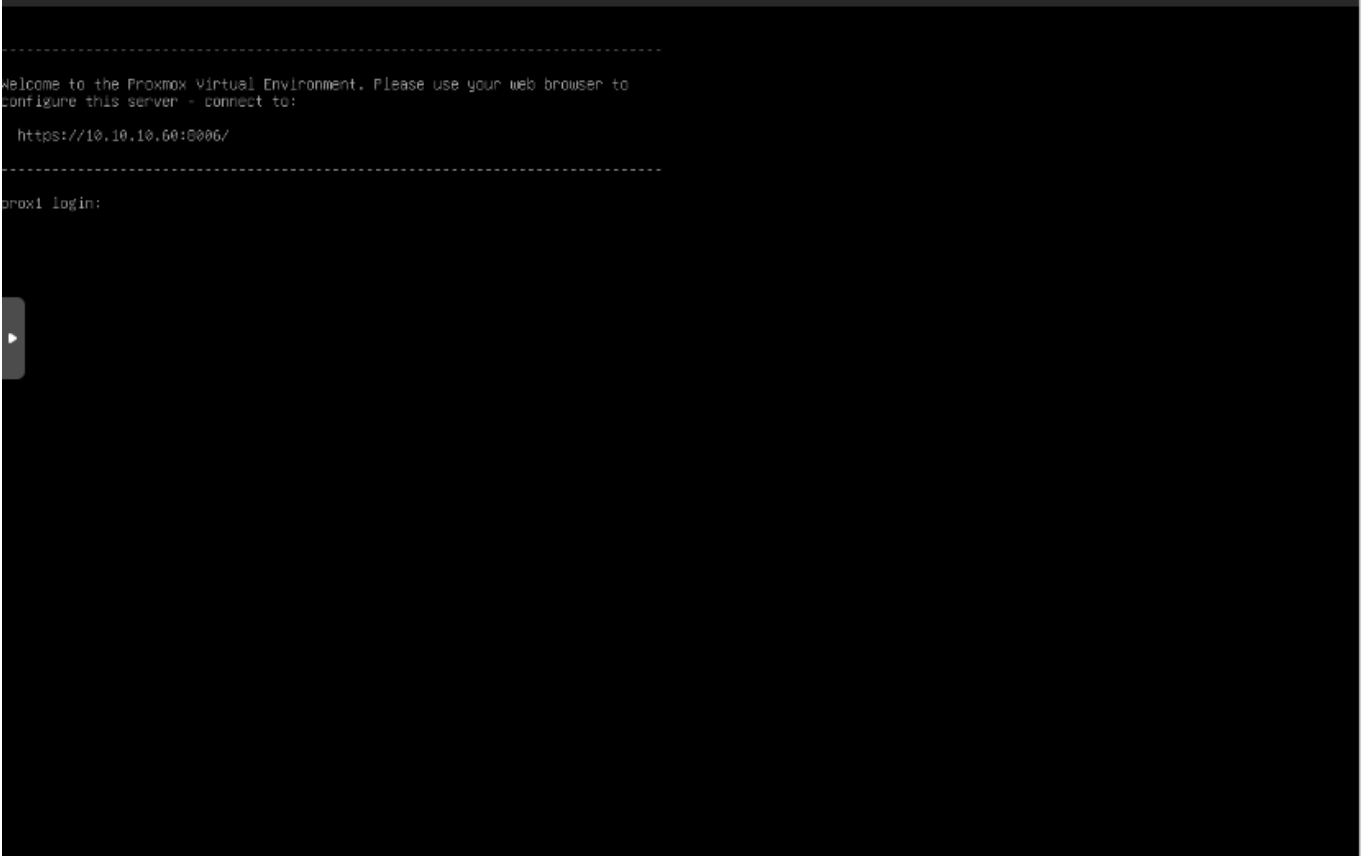 --------------------------------------------------------------------------------
Welcome to the Proxmox Virtual Environment. Please use your web browser to
configure this server - connect to:
https://10.10.10.60:8006/
--------------------------------------------------------------------------------
prox1 login: